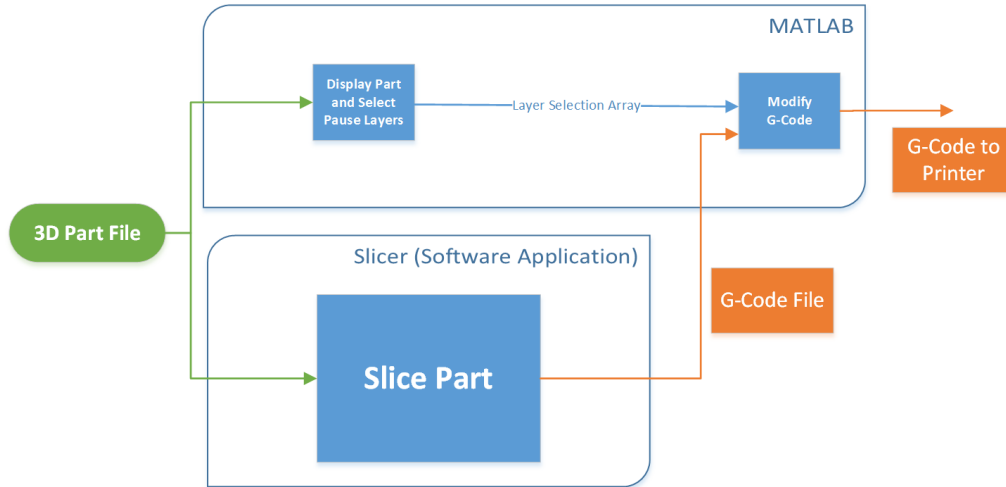 MATLAB
Display Part
and Select
Pause Layers
Layer Selection Array
Modify
G-Code
G-Code to
Printer
3D Part File
Slicer (Software Application)
G-Code File
Slice Part